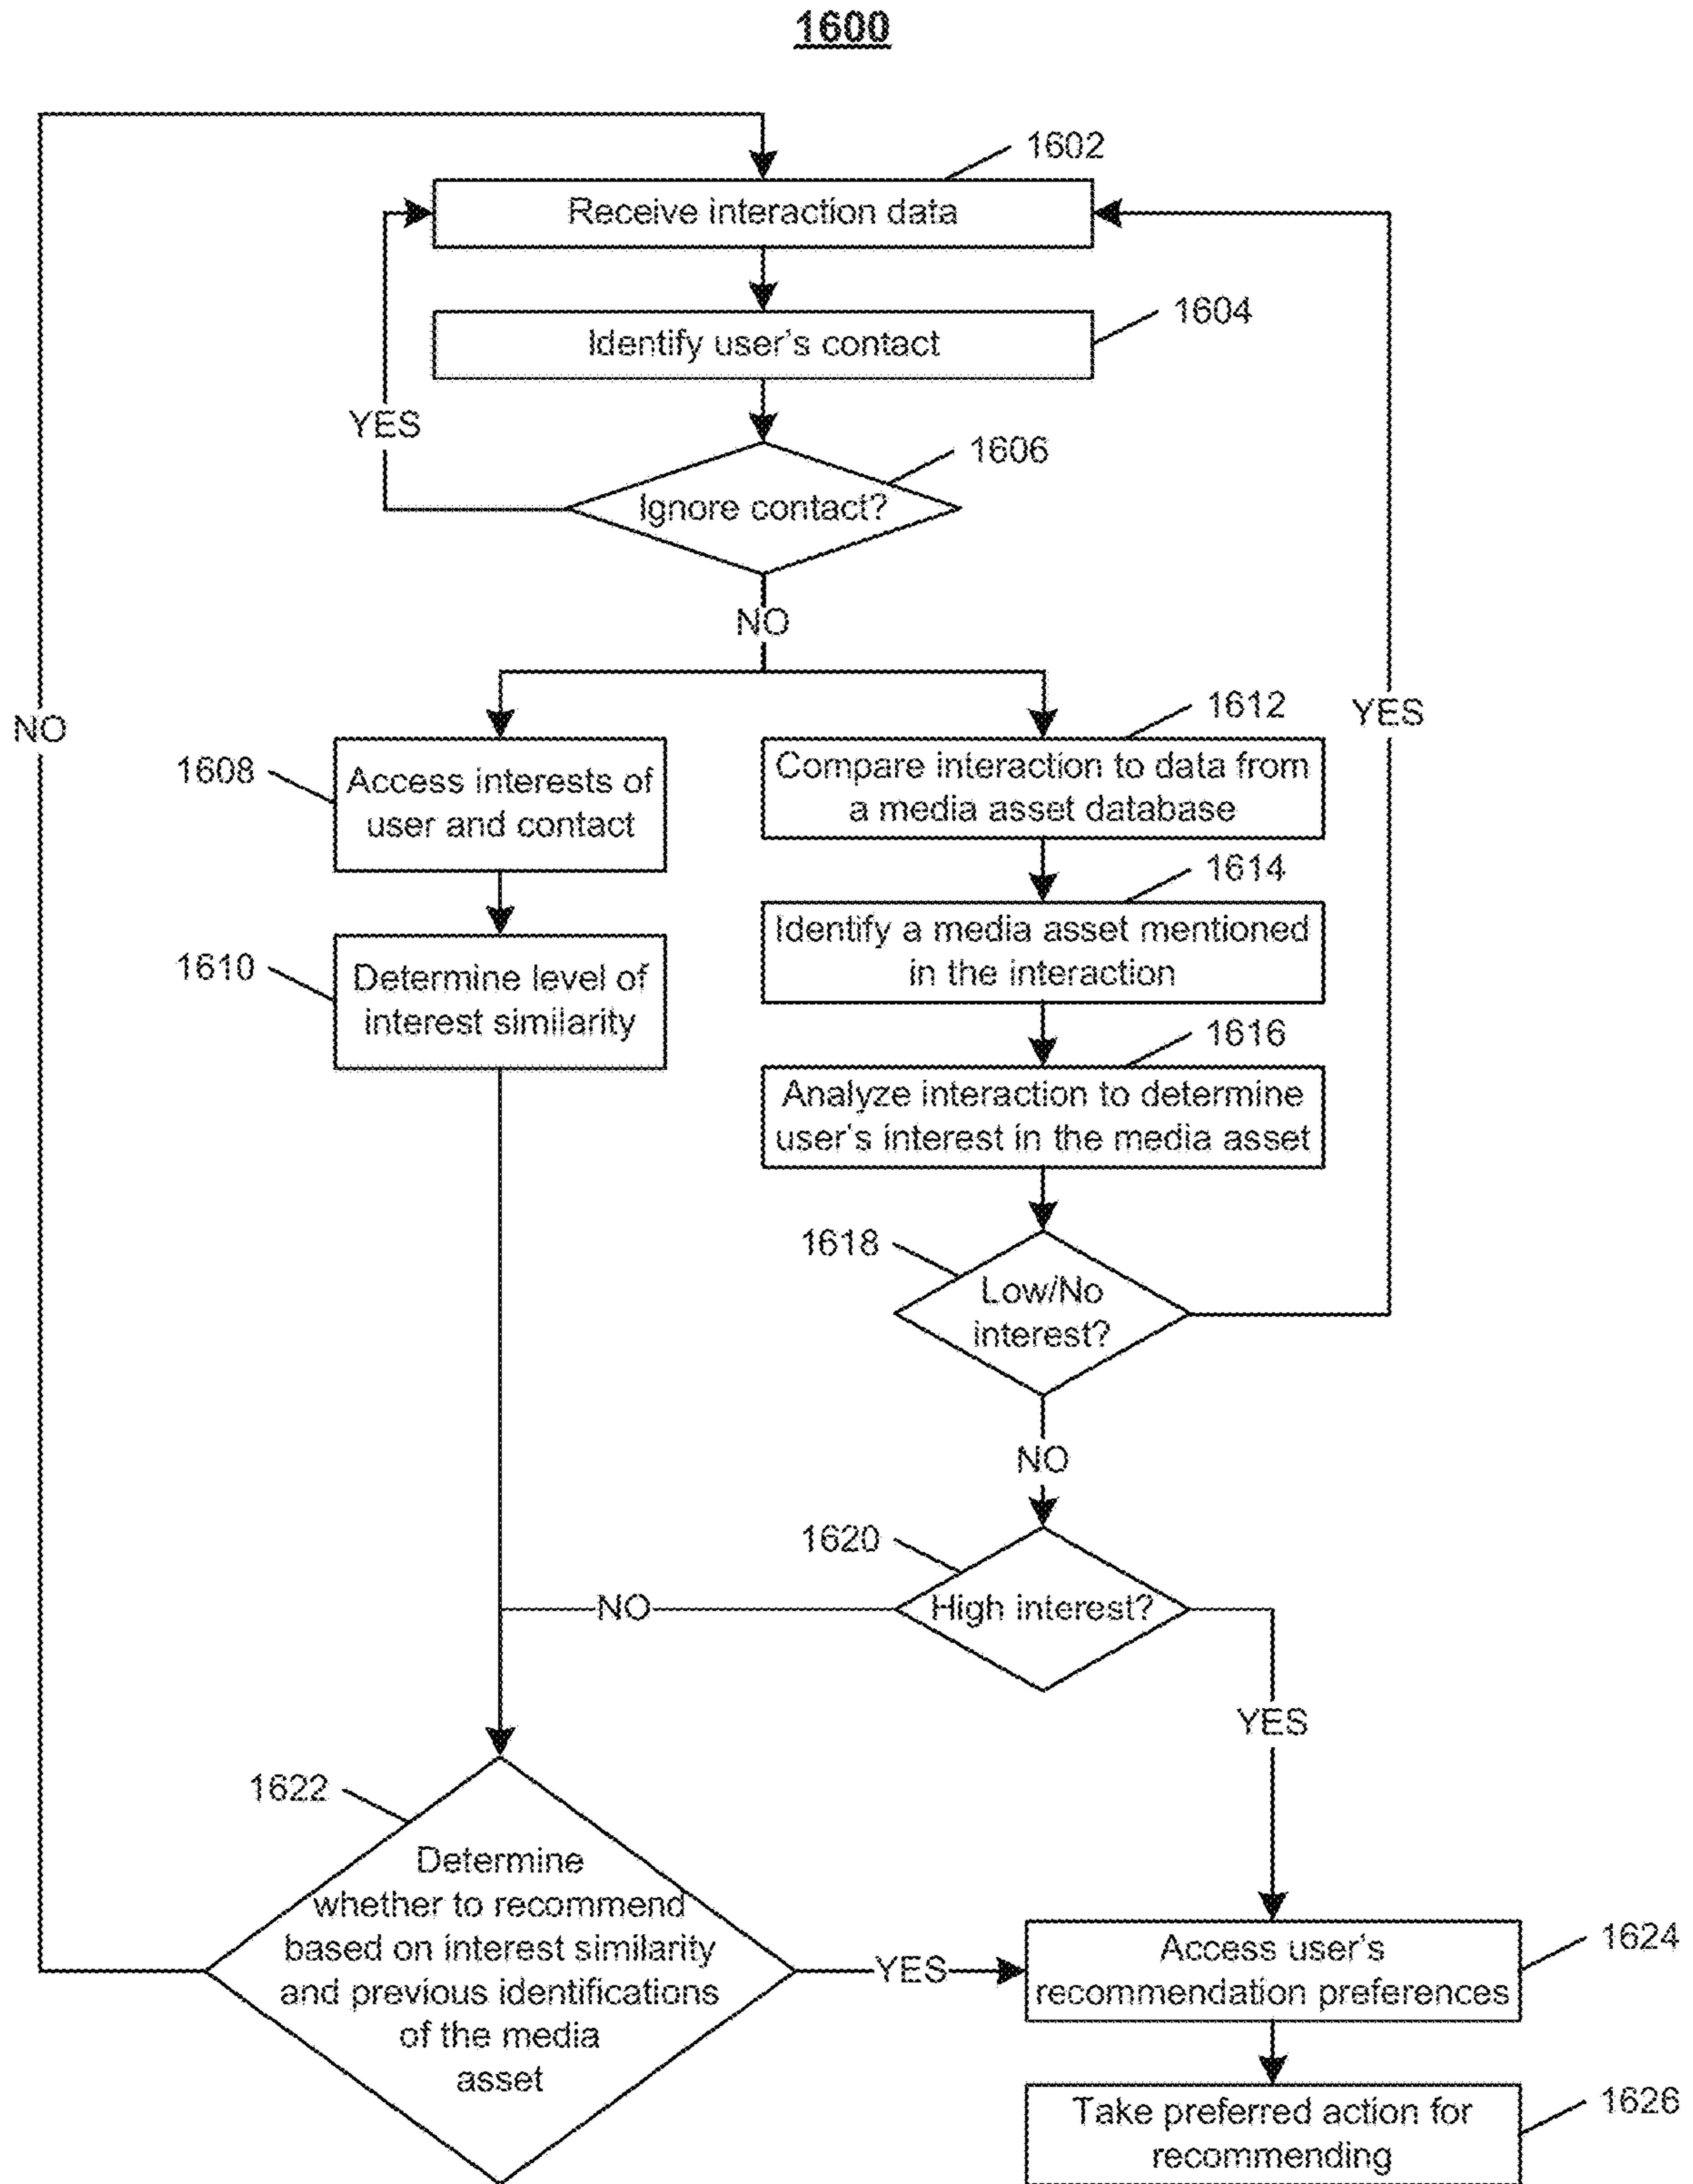 1600
1602
Receive interaction data
1604
Identify user's contact
YES
1606
Ignore contact?
NO
NO
YES
1608
Access interests of
user and contact
1610
Determine level of
interest similarity
1612
Compare interaction to data from
a media asset database
1614
Identify a media asset mentioned
in the interaction
1616
Analyze interaction to determine
user's interest in the media asset
1618
Low/No
interest?
NO
1620
High interest?
NO
YES
1622
Determine
whether to recommend
based on interest similarity
and previous identifications
of the media
asset
YES
1624
Access user's
recommendation preferences
1626
Take preferred action for
recommending